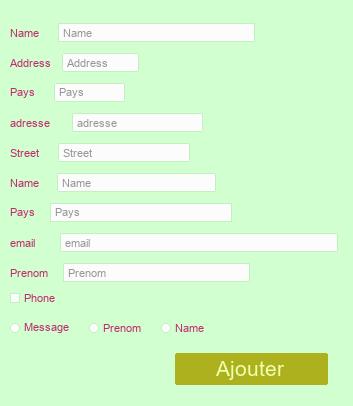 Name Name
Address Address
Pays Pays
adresse adresse
Street Street
Name Name
Pays Pays
email email
Prenom Prenom
Phone
Message Prenom Name
Ajouter